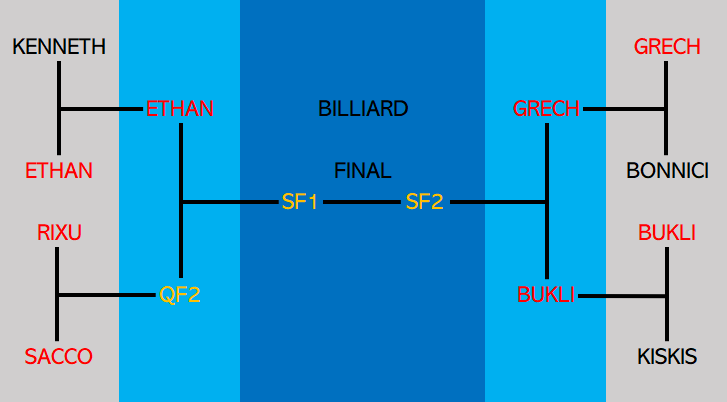 KENNETH
GRECH
ETHAN
BILLIARD
GRECH
ETHAN
FINAL
BONNICI
SF1
SF2
RIXU
BUKLI
QF2
BUKLI
SACCO
KISKIS